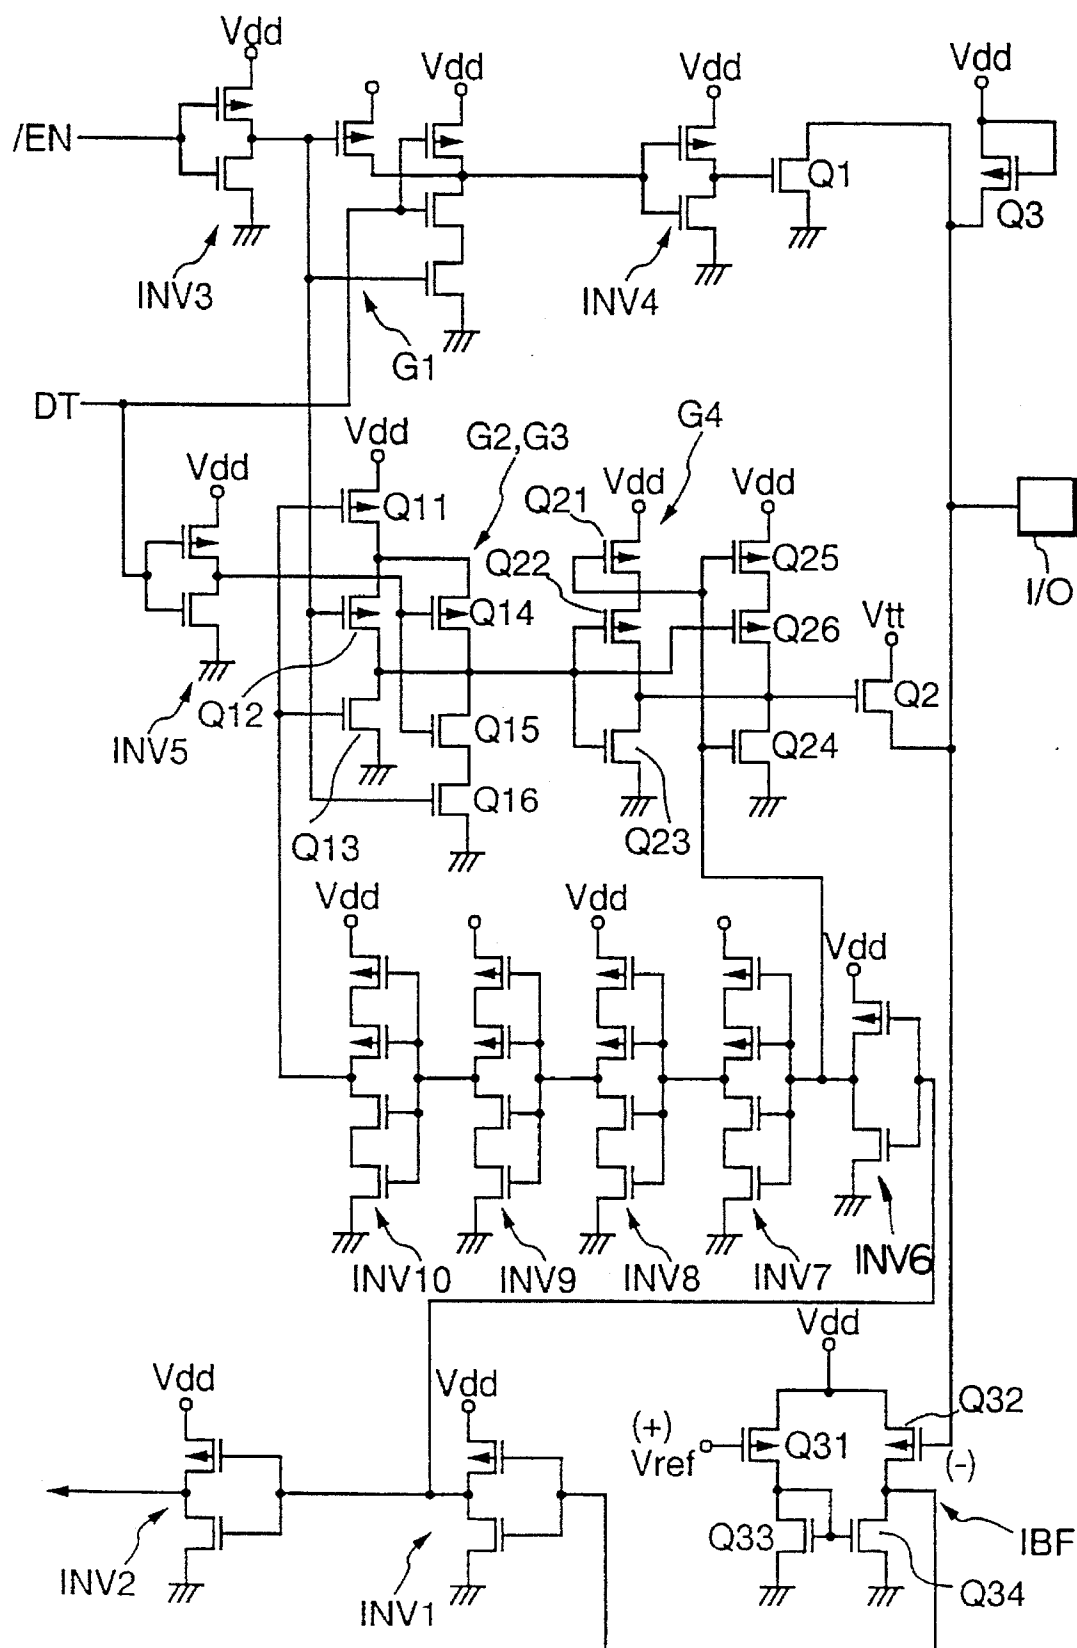 Vdd
Vdd
Vdd
Vdd
/EN
Q1
Q3
INV3
INV4
G1
DT
Vdd
G2,G3
G4
Vdd
Q11
Q21
Vdd
Vdd
Q22
Q25
I/O
Q14
Q26
Vtt
Q12
Q2
INV5
Q15
Q24
Q16
Q13
Q23
Vdd
Vdd
Vdd
INV10
INV9
INV8
INV7
INV6
Vdd
Vdd
Vdd
Q32
(+)
Vref
Q31
(-)
Q33
IBF
INV2
INV1
Q34